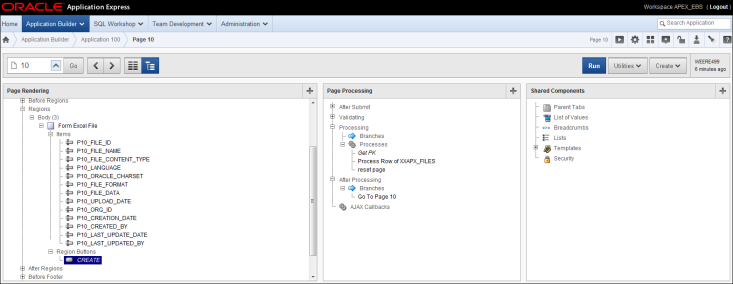 ORACLE Application Express
Workspace APEX_EBS ( Logout )
Home Application Builder SQL Workshop Team Development Administration Search Application
Application Builder Application 100 Page 10 Page 10
10 Go Run Utilities Create
6 minutes ago
Page Rendering
Before Regions
Regions
Body (3)
Form Excel File
Items
P10_FILE_ID
P10_FILE_NAME
P10_FILE_CONTENT_TYPE
P10_LANGUAGE
P10_ORACLE_CHARSET
P10_FILE_FORMAT
P10_FILE_DATA
P10_UPLOAD_DATE
P10_ORG_ID
P10_CREATION_DATE
P10_CREATED_BY
P10_LAST_UPDATE_DATE
P10_LAST_UPDATED_BY
Region Buttons
CREATE
After Regions
Before Footer
Page Processing
After Submit
Validating
Processing
Branches
Processes
Get PK
Process Row of XXAPX_FILES
reset page
After Processing
Branches
Go To Page 10
AJAX Callbacks
Shared Components
Parent Tabs
List of Values
Breadcrumbs
Lists
Templates
Security